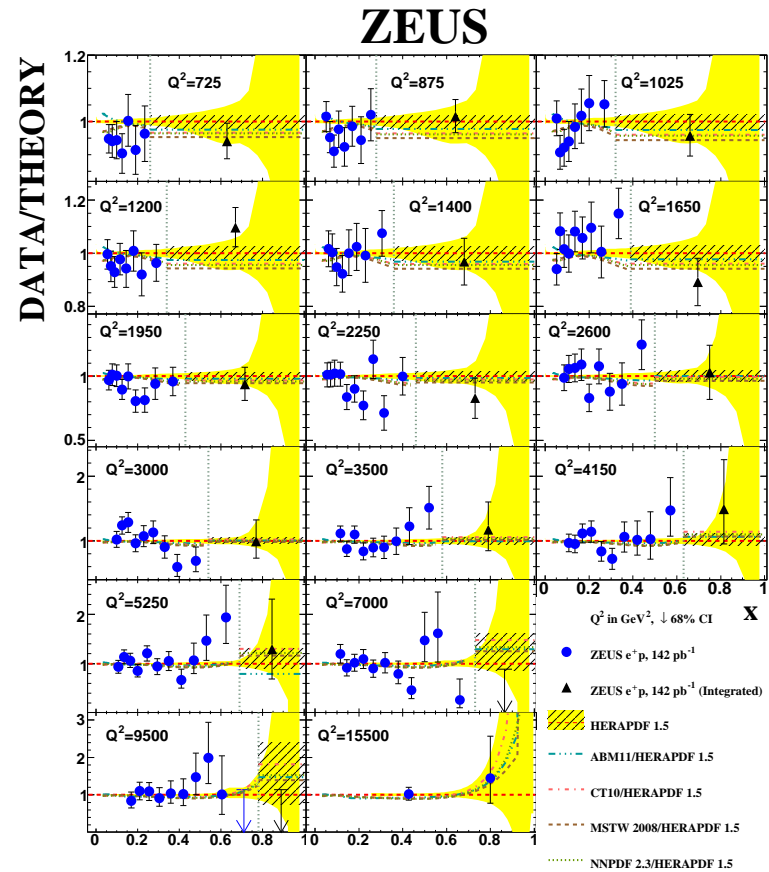 ZEUS
DATA/THEORY
1.2
1
Q²=725
Q²=875
Q²=1025
1.2
1
0.8
Q²=1200
Q²=1400
Q²=1650
1
0.5
Q²=1950
Q²=2250
Q²=2600
2
1
Q²=3000
Q²=3500
Q²=4150
0 0.2 0.4 0.6 0.8 1
2
1
Q²=5250
Q²=7000
x
Q² in GeV², ↓ 68% CI
ZEUS e⁺p, 142 pb⁻¹
ZEUS e⁺p, 142 pb⁻¹ (Integrated)
HERAPDF 1.5
ABM11/HERAPDF 1.5
CT10/HERAPDF 1.5
MSTW 2008/HERAPDF 1.5
NNPDF 2.3/HERAPDF 1.5
3
2
1
Q²=9500
Q²=15500
0 0.2 0.4 0.6 0.8 0 0.2 0.4 0.6 0.8 1